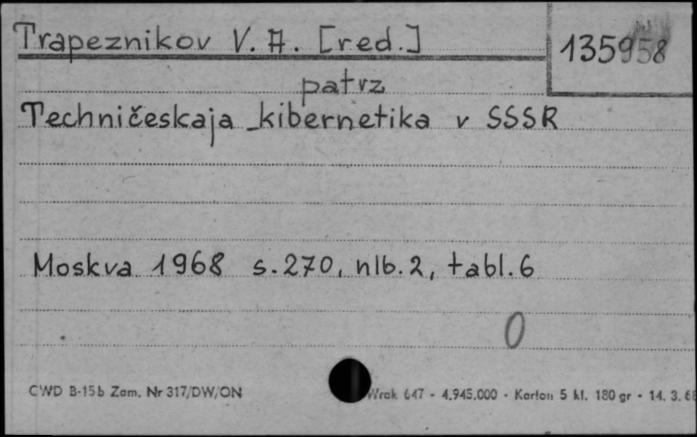 Trapeznikov V. A. [red.]
135958
patrz
Techničeskaja kibernetika v SSSR
Moskva 1968 s.270, nlb.2, tabl.6
0
CWD B-15b Zam. Nr 317/DW/ON
Wrak 647 - 4.945.000 - Karton 5 kl. 180 gr - 14. 3. 68